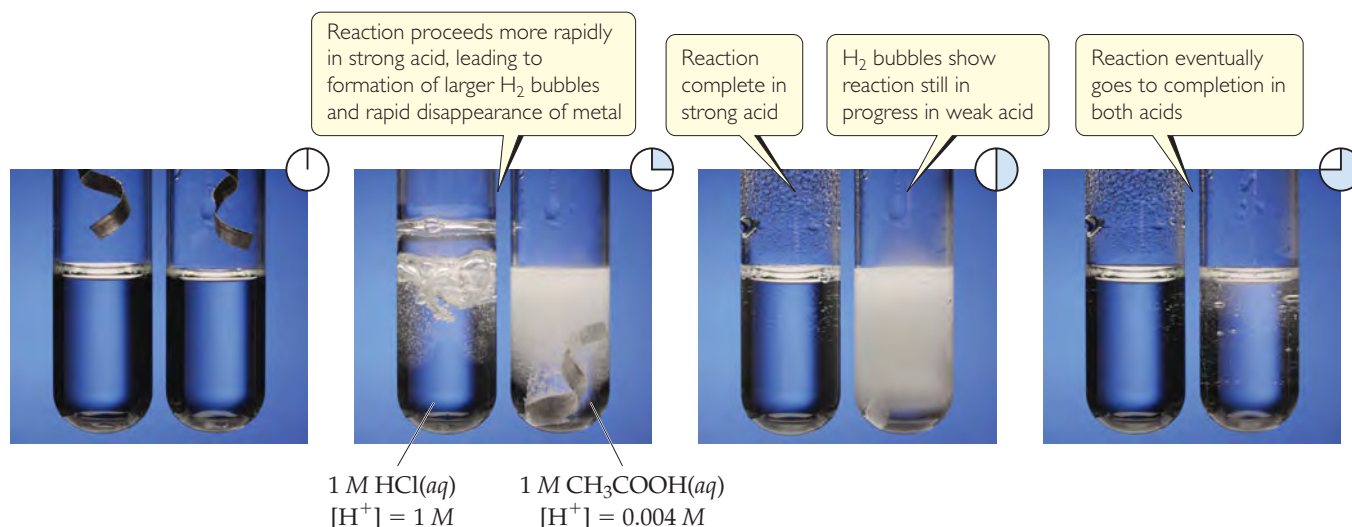 Reaction proceeds more rapidly
in strong acid, leading to
formation of larger H₂ bubbles
and rapid disappearance of metal
Reaction
complete in
strong acid
H₂ bubbles show
reaction still in
progress in weak acid
Reaction eventually
goes to completion in
both acids
1 M HCl(aq)
[H⁺] = 1 M
1 M CH₃COOH(aq)
[H⁺] = 0.004 M